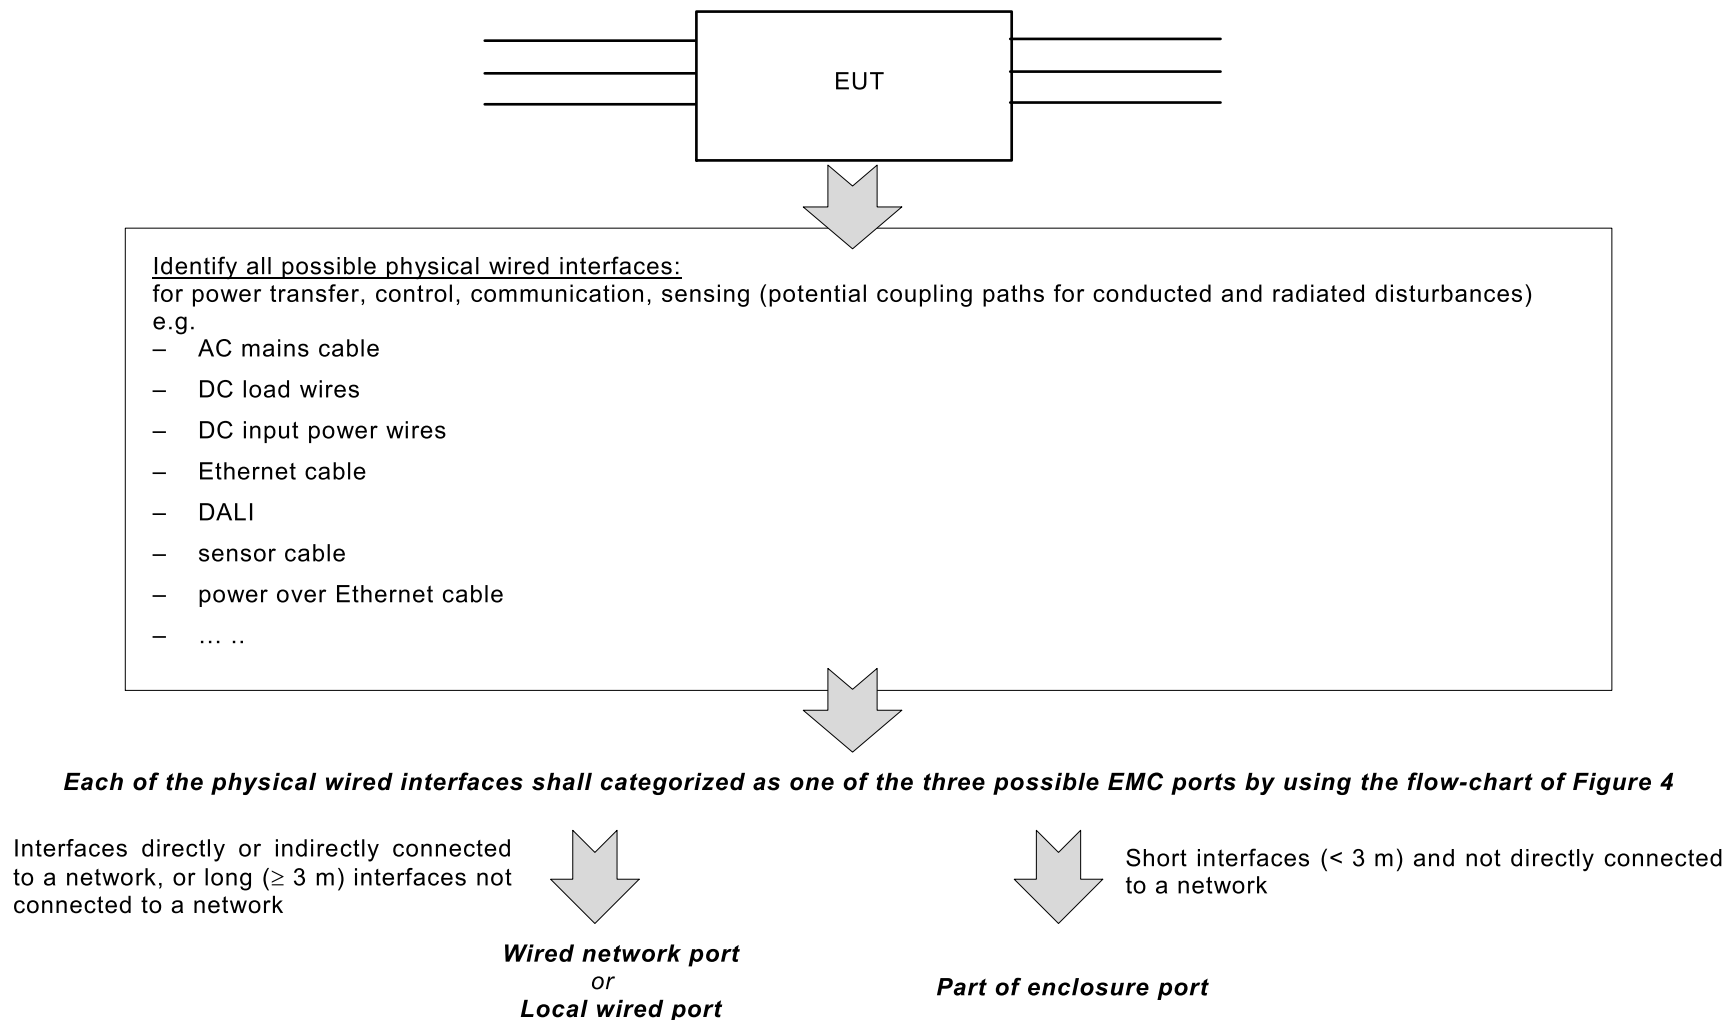 EUT
Identify all possible physical wired interfaces:
for power transfer, control, communication, sensing (potential coupling paths for conducted and radiated disturbances)
e.g.
– AC mains cable
– DC load wires
– DC input power wires
– Ethernet cable
– DALI
– sensor cable
– power over Ethernet cable
– … ..
Each of the physical wired interfaces shall categorized as one of the three possible EMC ports by using the flow-chart of Figure 4
Interfaces directly or indirectly connected
to a network, or long (≥ 3 m) interfaces not
connected to a network
Short interfaces (< 3 m) and not directly connected
to a network
Wired network port
or
Local wired port
Part of enclosure port